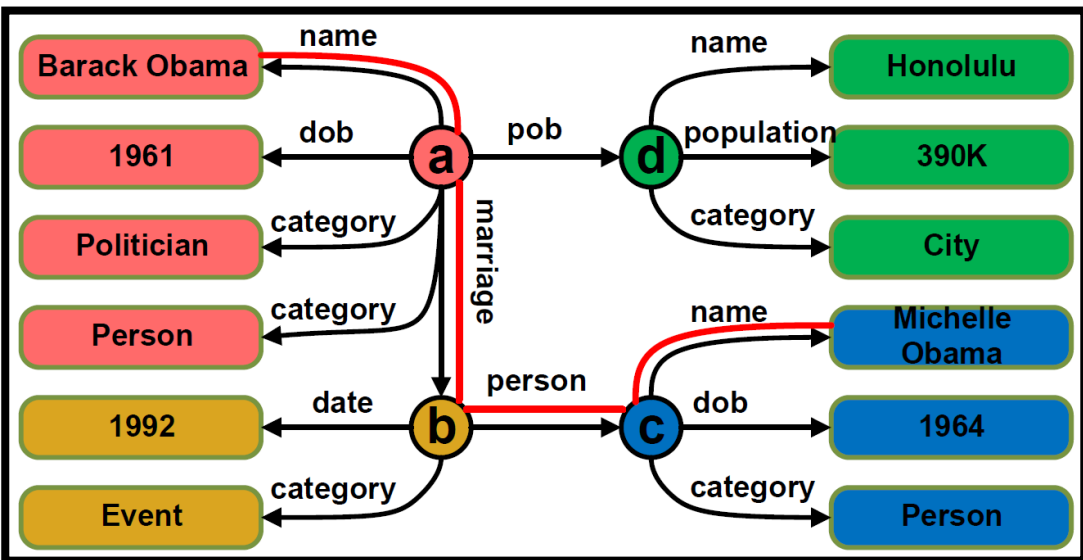 name
name
Barack Obama
Honolulu
dob
pob
population
1961
a
d
390K
category
category
Politician
marriage
City
category
name
Person
Michelle
Obama
person
date
dob
1992
b
c
1964
category
category
Event
Person